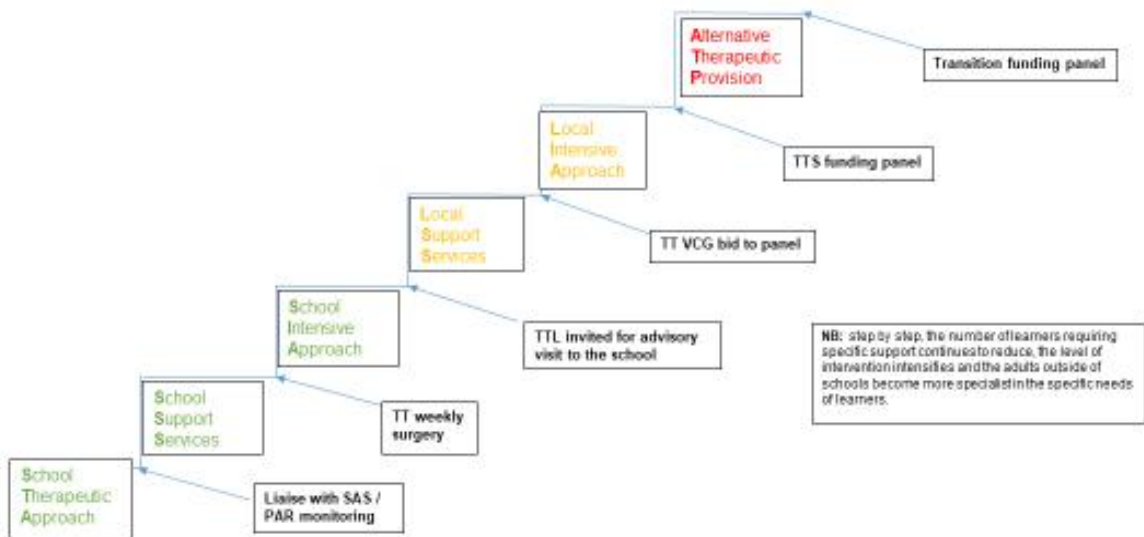 Alternative
Therapeutic
Provision
Transition funding panel
Local
Intensive
Approach
TTS funding panel
Local
Support
Services
TT VCG bid to panel
School
Intensive
Approach
TTL invited for advisory
visit to the school
NB: step by step, the number of learners requiring
specific support continues to reduce, the level of
intervention intensifies and the adults outside of
schools become more specialist in the specific needs
of learners.
School
Support
Services
TT weekly
surgery
School
Therapeutic
Approach
Liaise with SAS /
PAR monitoring